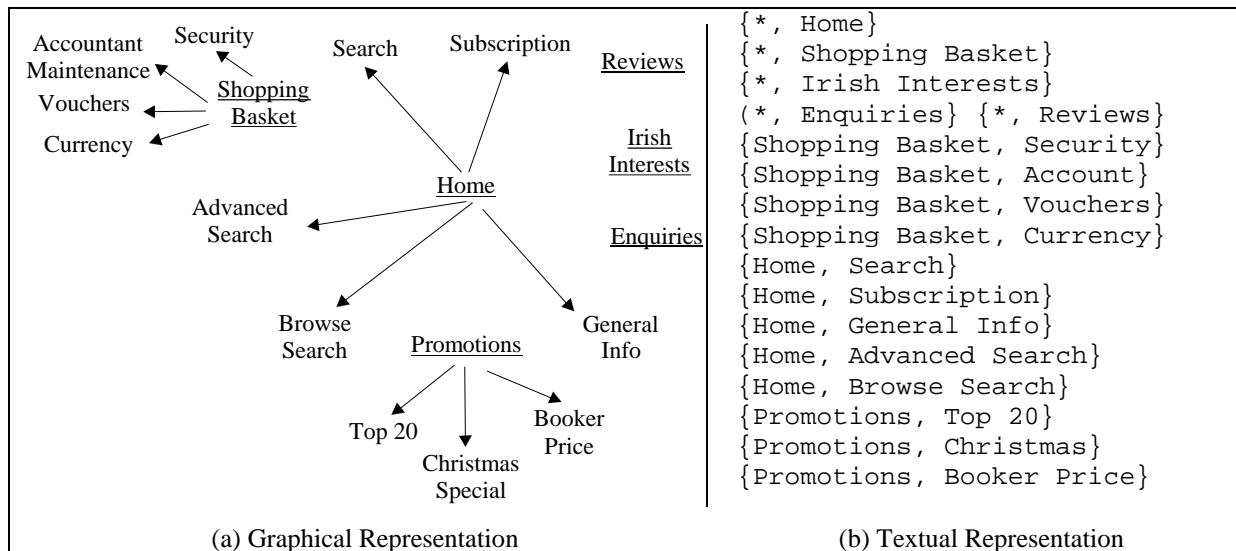 Accountant
Maintenance
Security
Shopping
Basket
Vouchers
Currency
Search
Subscription
Reviews
Irish
Interests
Home
Advanced
Search
Enquiries
Browse
Search
General
Info
Promotions
Top 20
Christmas
Special
Booker
Price
(a) Graphical Representation
{*, Home}
{*, Shopping Basket}
{*, Irish Interests}
(*, Enquiries} {*, Reviews}
{Shopping Basket, Security}
{Shopping Basket, Account}
{Shopping Basket, Vouchers}
{Shopping Basket, Currency}
{Home, Search}
{Home, Subscription}
{Home, General Info}
{Home, Advanced Search}
{Home, Browse Search}
{Promotions, Top 20}
{Promotions, Christmas}
{Promotions, Booker Price}
(b) Textual Representation